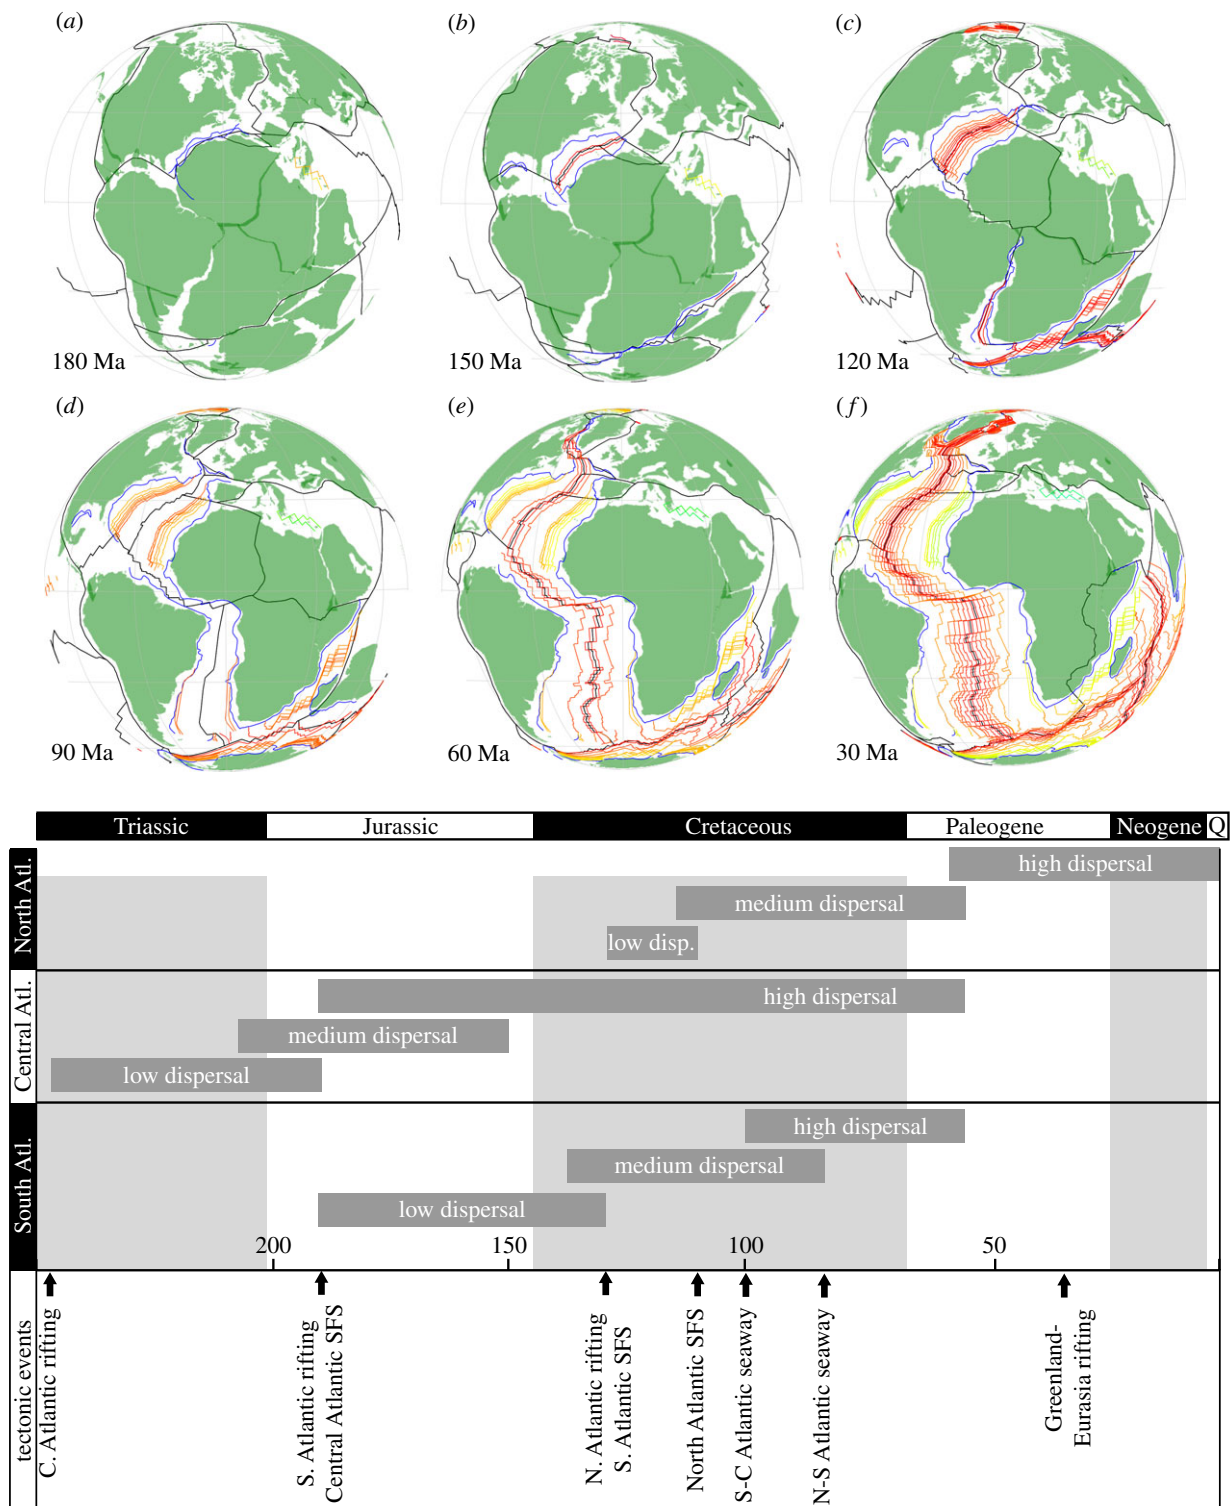 (a)
(b)
(c)
180 Ma
150 Ma
120 Ma
(d)
(e)
(f)
90 Ma
60 Ma
30 Ma
Triassic
Jurassic
Cretaceous
Paleogene
Neogene
Q
North Atl.
high dispersal
medium dispersal
low disp.
Central Atl.
high dispersal
medium dispersal
low dispersal
South Atl.
high dispersal
medium dispersal
low dispersal
200
150
100
50
tectonic events
C. Atlantic rifting
S. Atlantic rifting
Central Atlantic SFS
N. Atlantic rifting
S. Atlantic SFS
North Atlantic SFS
S-C Atlantic seaway
N-S Atlantic seaway
Greenland-
Eurasia rifting